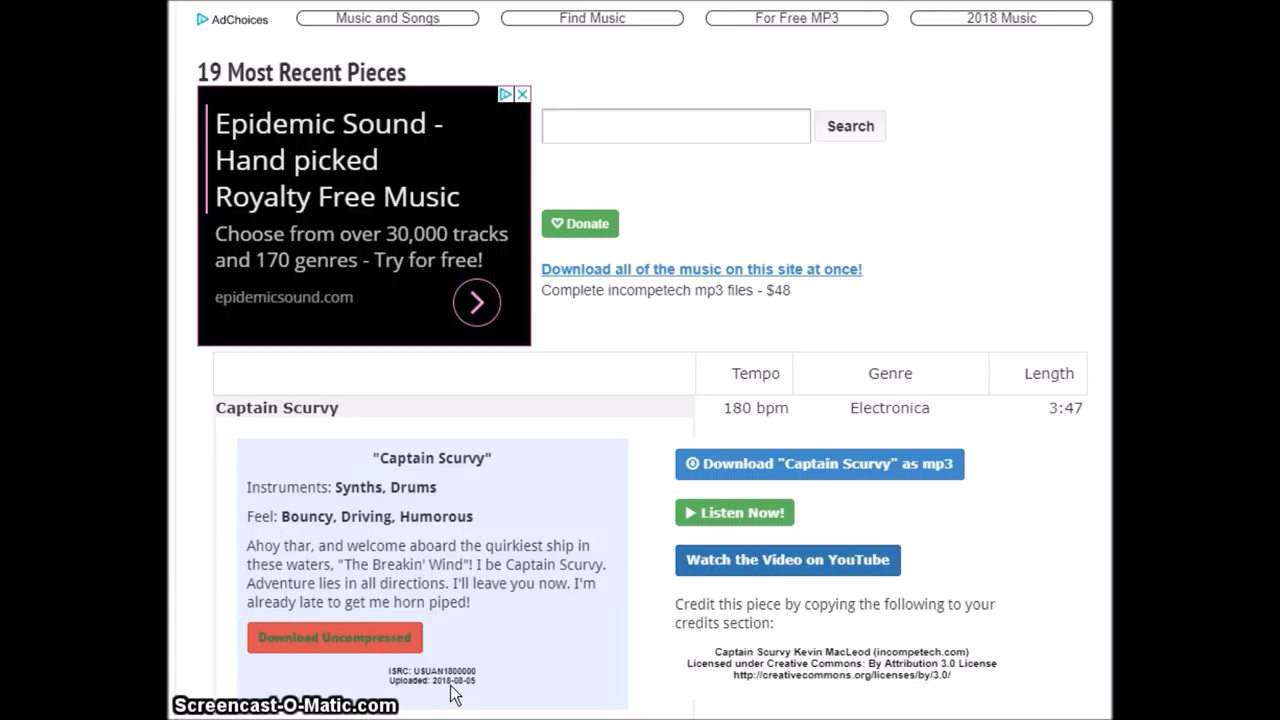 AdChoices
Music and Songs
Find Music
For Free MP3
2018 Music
19 Most Recent Pieces
Epidemic Sound -
Hand picked
Royalty Free Music
Choose from over 30,000 tracks
and 170 genres - Try for free!
epidemicsound.com
Search
Donate
Download all of the music on this site at once!
Complete incompetech mp3 files - $48
Tempo
Genre
Length
Captain Scurvy
180 bpm
Electronica
3:47
"Captain Scurvy"
Instruments: Synths, Drums
Feel: Bouncy, Driving, Humorous
Ahoy thar, and welcome aboard the quirkiest ship in
these waters, "The Breakin' Wind"! I be Captain Scurvy.
Adventure lies in all directions. I'll leave you now. I'm
already late to get me horn piped!
Download Uncompressed
ISRC: USUAN1800000
Uploaded: 2018-08-05
Download "Captain Scurvy" as mp3
Listen Now!
Watch the Video on YouTube
Credit this piece by copying the following to your
credits section:
Captain Scurvy Kevin MacLeod (incompetech.com)
Licensed under Creative Commons: By Attribution 3.0 License
http://creativecommons.org/licenses/by/3.0/
Screencast-O-Matic.com